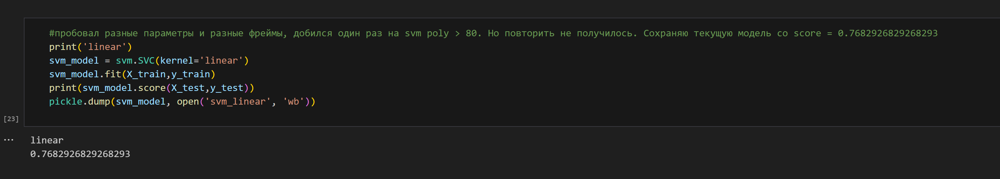 #пробовал разные параметры и разные фреймы, добился один раз на svm poly > 80. Но повторить не получилось. Сохраняю текущую модель со score = 0.7682926829268293
print('linear')
svm_model = svm.SVC(kernel='linear')
svm_model.fit(X_train,y_train)
print(svm_model.score(X_test,y_test))
pickle.dump(svm_model, open('svm_linear', 'wb'))
[23]
... linear
0.7682926829268293